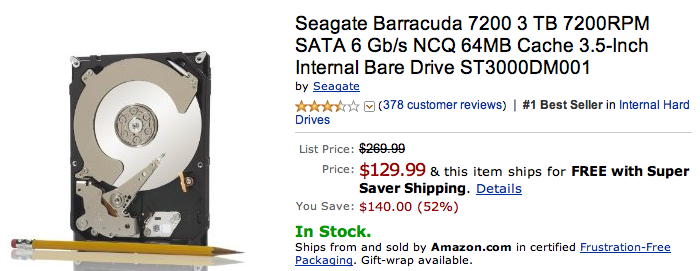 Seagate Barracuda 7200 3 TB 7200RPM
SATA 6 Gb/s NCQ 64MB Cache 3.5-Inch
Internal Bare Drive ST3000DM001
by Seagate
(378 customer reviews) | #1 Best Seller in Internal Hard
Drives
List Price: $269.99
Price: $129.99 & this item ships for FREE with Super
Saver Shipping. Details
You Save: $140.00 (52%)
In Stock.
Ships from and sold by Amazon.com in certified Frustration-Free
Packaging. Gift-wrap available.